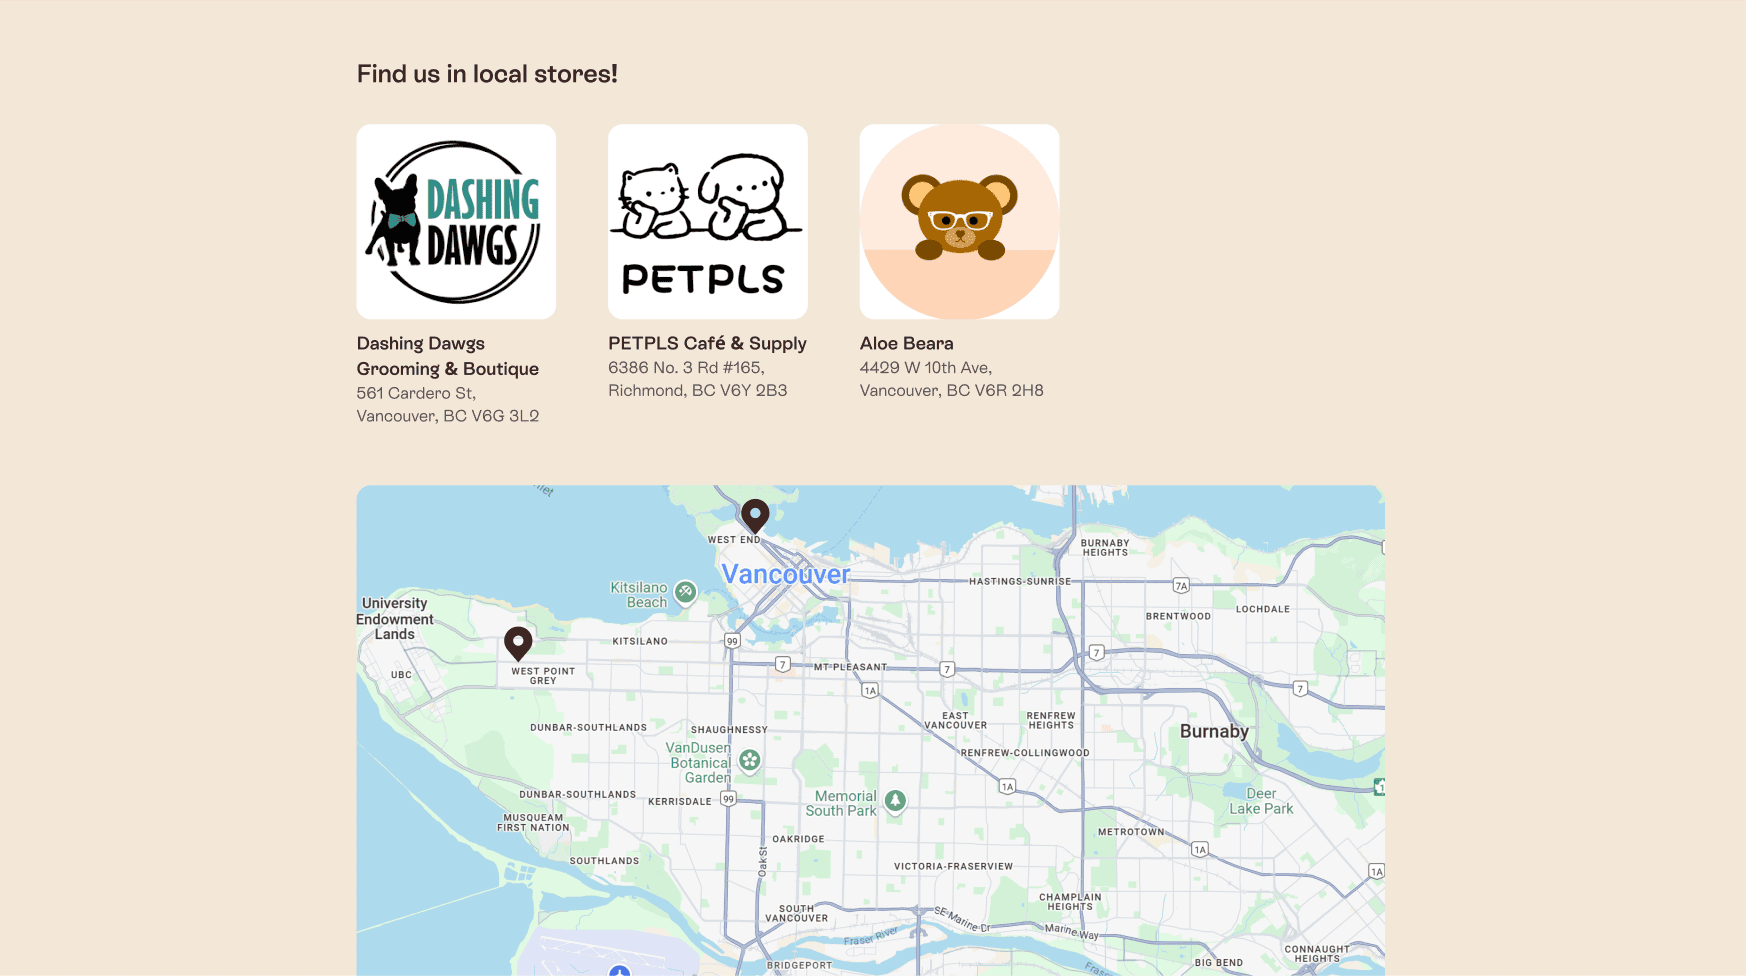 Find us in local stores!
DASHING
DAWGS
PETPLS
Dashing Dawgs
Grooming & Boutique
561 Cardero St,
Vancouver, BC V6G 3L2
PETPLS Café & Supply
6386 No. 3 Rd #165,
Richmond, BC V6Y 2B3
Aloe Beara
4429 W 10th Ave,
Vancouver, BC V6R 2H8
WEST END
Vancouver
BURNABY
HEIGHTS
Kitsilano
Beach
HASTINGS-SUNRISE
7A
University
Endowment
Lands
LOCHDALE
BRENTWOOD
KITSILANO
99
7
MT PLEASANT
7
7
WEST POINT
GREY
UBC
1A
7
DUNBAR-SOUTHLANDS
SHAUGHNESSY
EAST
VANCOUVER
RENFREW
HEIGHTS
Burnaby
VanDusen
Botanical
Garden
RENFREW-COLLINGWOOD
1A
1
DUNBAR-SOUTHLANDS
KERRISDALE
99
Memorial
South Park
Deer
Lake Park
MUSQUEAM
FIRST NATION
OAKRIDGE
METROTOWN
1A
SOUTHLANDS
Oak St
VICTORIA-FRASERVIEW
1A
CHAMPLAIN
HEIGHTS
SOUTH
VANCOUVER
SE Marine Dr
Marine Way
Fraser River
CONNAUGHT
HEIGHTS
BRIDGEPORT
BIG BEND